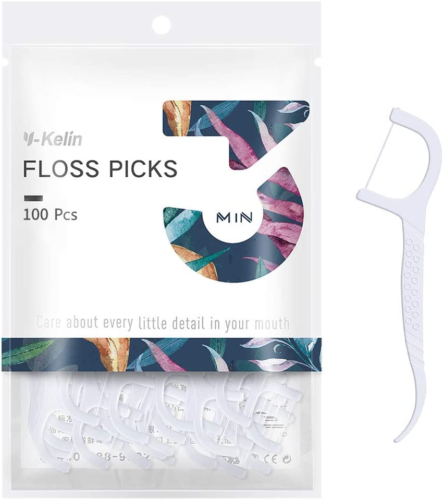 Y-Kelin
FLOSS PICKS
100 Pcs
3
MIN
Care about every little detail in your mouth